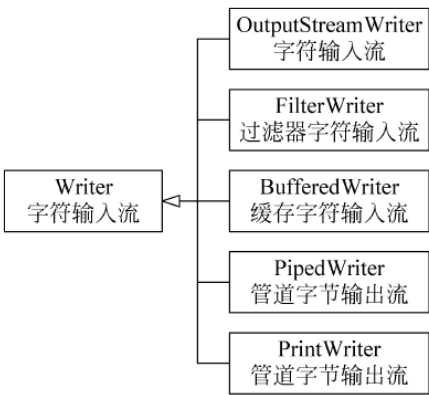 OutputStreamWriter
字符输入流
FilterWriter
过滤器字符输入流
Writer
字符输入流
BufferedWriter
缓存字符输入流
PipedWriter
管道字节输出流
PrintWriter
管道字节输出流